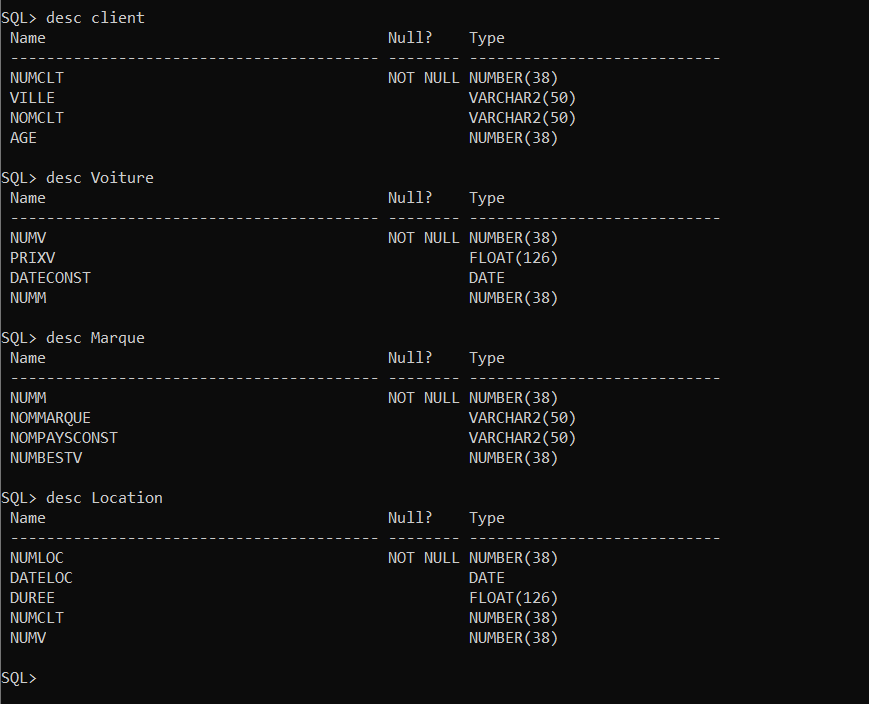 SQL> desc client
Name Null? Type
----------------------------------------- -------- ----------------------------
NUMCLT NOT NULL NUMBER(38)
VILLE VARCHAR2(50)
NOMCLT VARCHAR2(50)
AGE NUMBER(38)
SQL> desc Voiture
Name Null? Type
----------------------------------------- -------- ----------------------------
NUMV NOT NULL NUMBER(38)
PRIXV FLOAT(126)
DATECONST DATE
NUMM NUMBER(38)
SQL> desc Marque
Name Null? Type
----------------------------------------- -------- ----------------------------
NUMM NOT NULL NUMBER(38)
NOMMARQUE VARCHAR2(50)
NOMPAYSCONST VARCHAR2(50)
NUMBESTV NUMBER(38)
SQL> desc Location
Name Null? Type
----------------------------------------- -------- ----------------------------
NUMLOC NOT NULL NUMBER(38)
DATELOC DATE
DUREE FLOAT(126)
NUMCLT NUMBER(38)
NUMV NUMBER(38)
SQL>